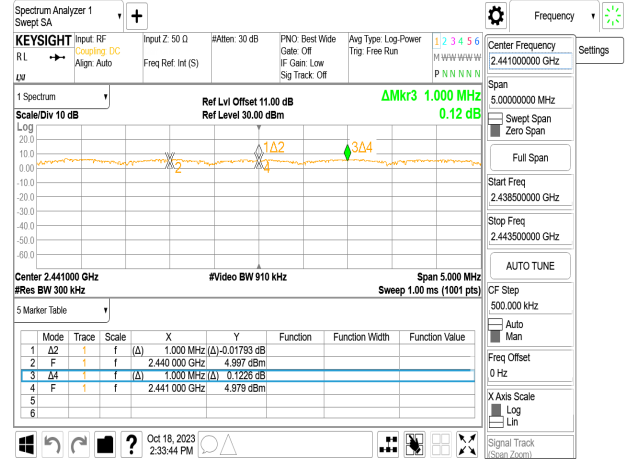 Spectrum Analyzer 1
Swept SA
Frequency
KEYSIGHT
Input: RF
Coupling: DC
Align: Auto
Input Z: 50 Ω
Freq Ref: Int (S)
#Atten: 30 dB
PNO: Best Wide
Gate: Off
IF Gain: Low
Sig Track: Off
Avg Type: Log-Power
Trig: Free Run
1 2 3 4 5 6
M W W W W W
P N N N N N
R L
LXI
1 Spectrum
Scale/Div 10 dB
Ref Lvl Offset 11.00 dB
Ref Level 30.00 dBm
ΔMkr3 1.000 MHz
0.12 dB
Log
20.0
10.0
0.00
-10.0
-20.0
-30.0
-40.0
-50.0
-60.0
1Δ2
3Δ4
2
4
Center 2.441000 GHz
#Res BW 300 kHz
#Video BW 910 kHz
Span 5.000 MHz
Sweep 1.00 ms (1001 pts)
5 Marker Table
Mode Trace Scale X Y Function Function Width Function Value
1 Δ2 1 f (Δ) 1.000 MHz (Δ) -0.01793 dB
2 F 1 f 2.440 000 GHz 4.997 dBm
3 Δ4 1 f (Δ) 1.000 MHz (Δ) 0.1226 dB
4 F 1 f 2.441 000 GHz 4.979 dBm
5
6
Oct 18, 2023
2:33:44 PM
?
Center Frequency
2.441000000 GHz
Settings
Span
5.00000000 MHz
Swept Span
Zero Span
Full Span
Start Freq
2.438500000 GHz
Stop Freq
2.443500000 GHz
AUTO TUNE
CF Step
500.000 kHz
Auto
Man
Freq Offset
0 Hz
X Axis Scale
Log
Lin
Signal Track
(Span Zoom)